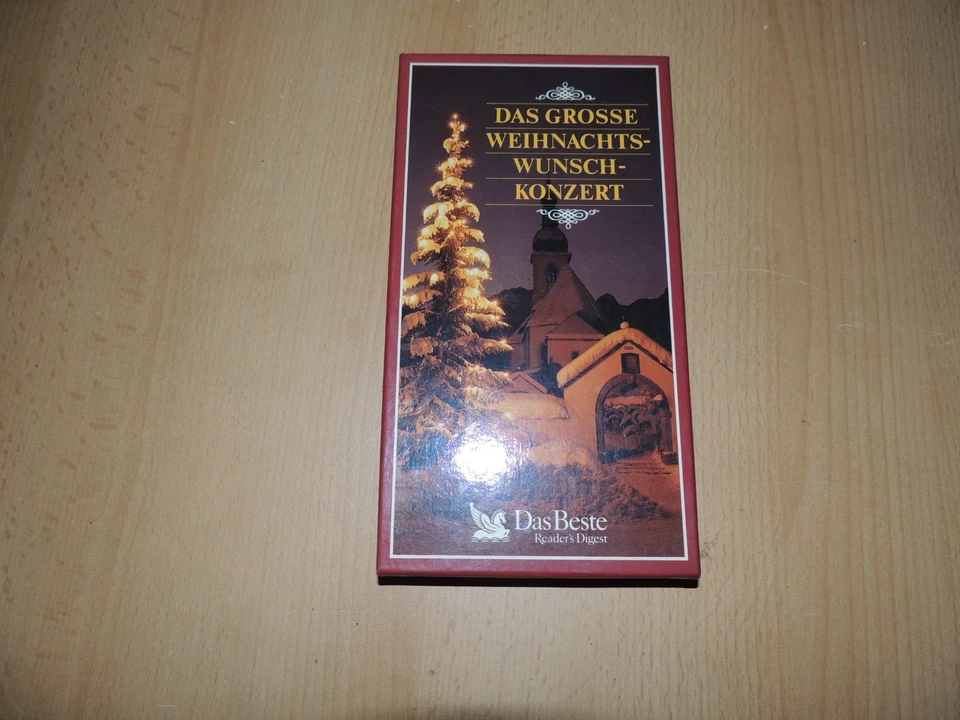 DAS GROSSE
WEIHNACHTS-
WUNSCH-
KONZERT
Das Beste
Reader's Digest